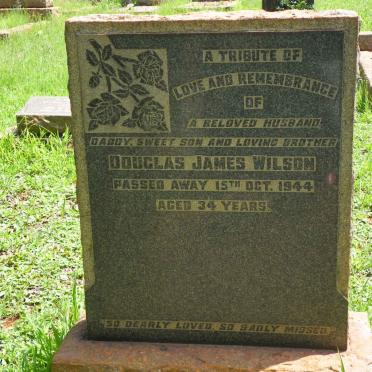 A TRIBUTE OF
LOVE AND REMEMBRANCE
OF
A BELOVED HUSBAND,
DADDY, SWEET SON AND LOVING BROTHER
DOUGLAS JAMES WILSON
PASSED AWAY 15TH OCT. 1944
AGED 34 YEARS.
SO DEARLY LOVED, SO SADLY MISSED